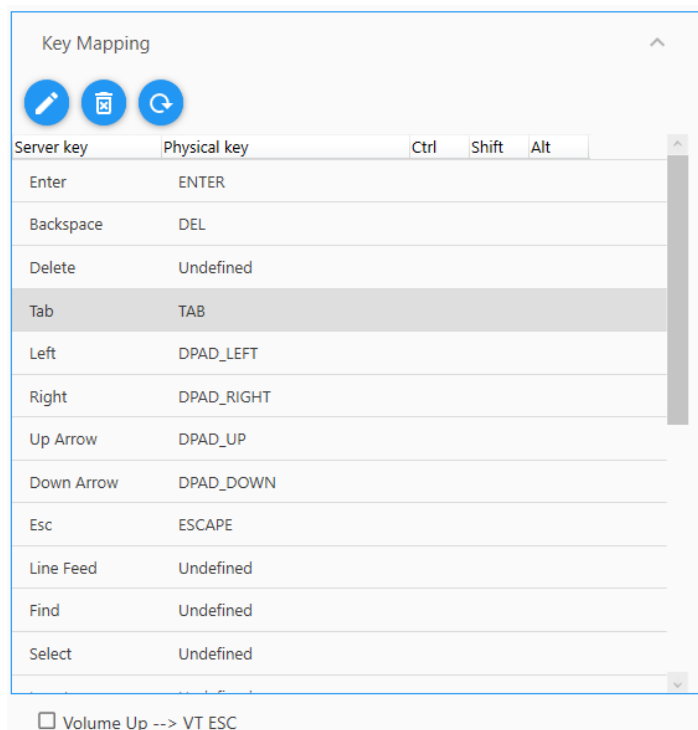 Key Mapping
Server key Physical key Ctrl Shift Alt
Enter ENTER
Backspace DEL
Delete Undefined
Tab TAB
Left DPAD_LEFT
Right DPAD_RIGHT
Up Arrow DPAD_UP
Down Arrow DPAD_DOWN
Esc ESCAPE
Line Feed Undefined
Find Undefined
Select Undefined
Volume Up --> VT ESC